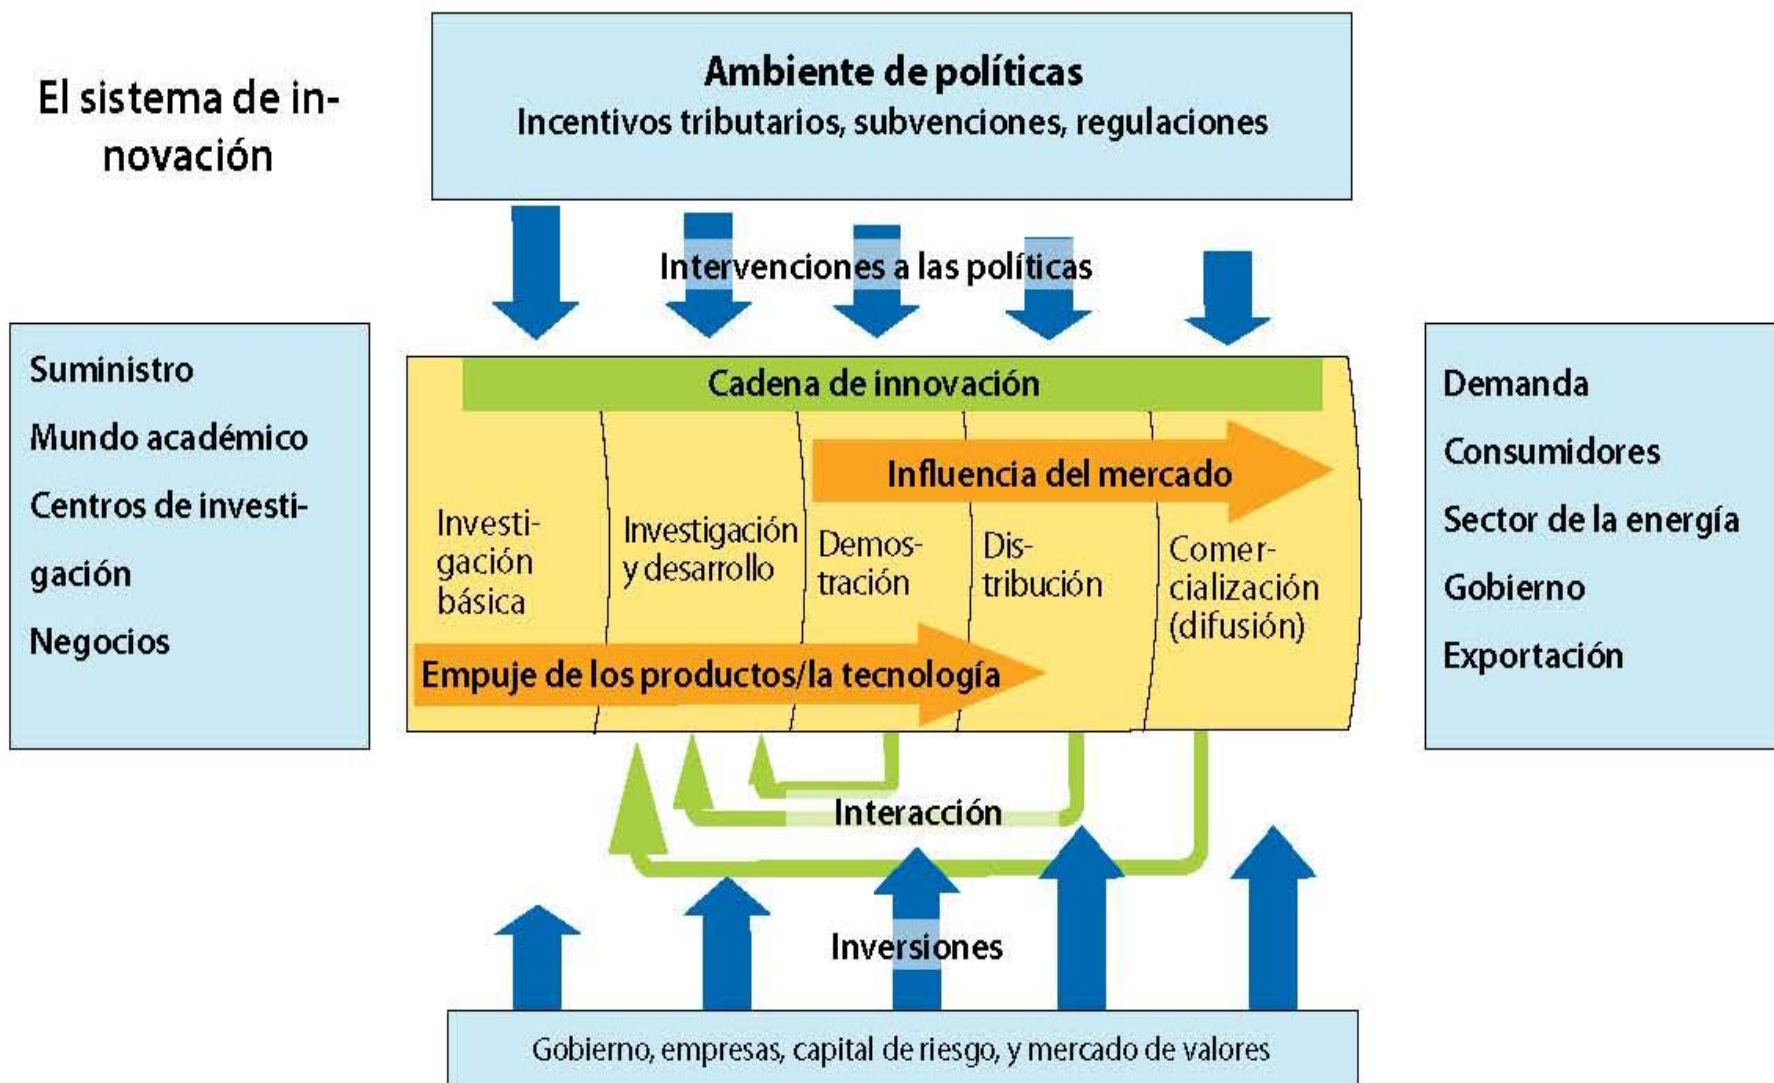 El sistema de in-
novación
Ambiente de políticas
Incentivos tributarios, subvenciones, regulaciones
Intervenciones a las políticas
Suministro
Mundo académico
Centros de investi-
gación
Negocios
Cadena de innovación
Influencia del mercado
Investi-
gación
básica
Investigación
y desarrollo
Demos-
tración
Dis-
tribución
Comer-
cialización
(difusión)
Empuje de los productos/la tecnología
Demanda
Consumidores
Sector de la energía
Gobierno
Exportación
Interacción
Inversiones
Gobierno, empresas, capital de riesgo, y mercado de valores